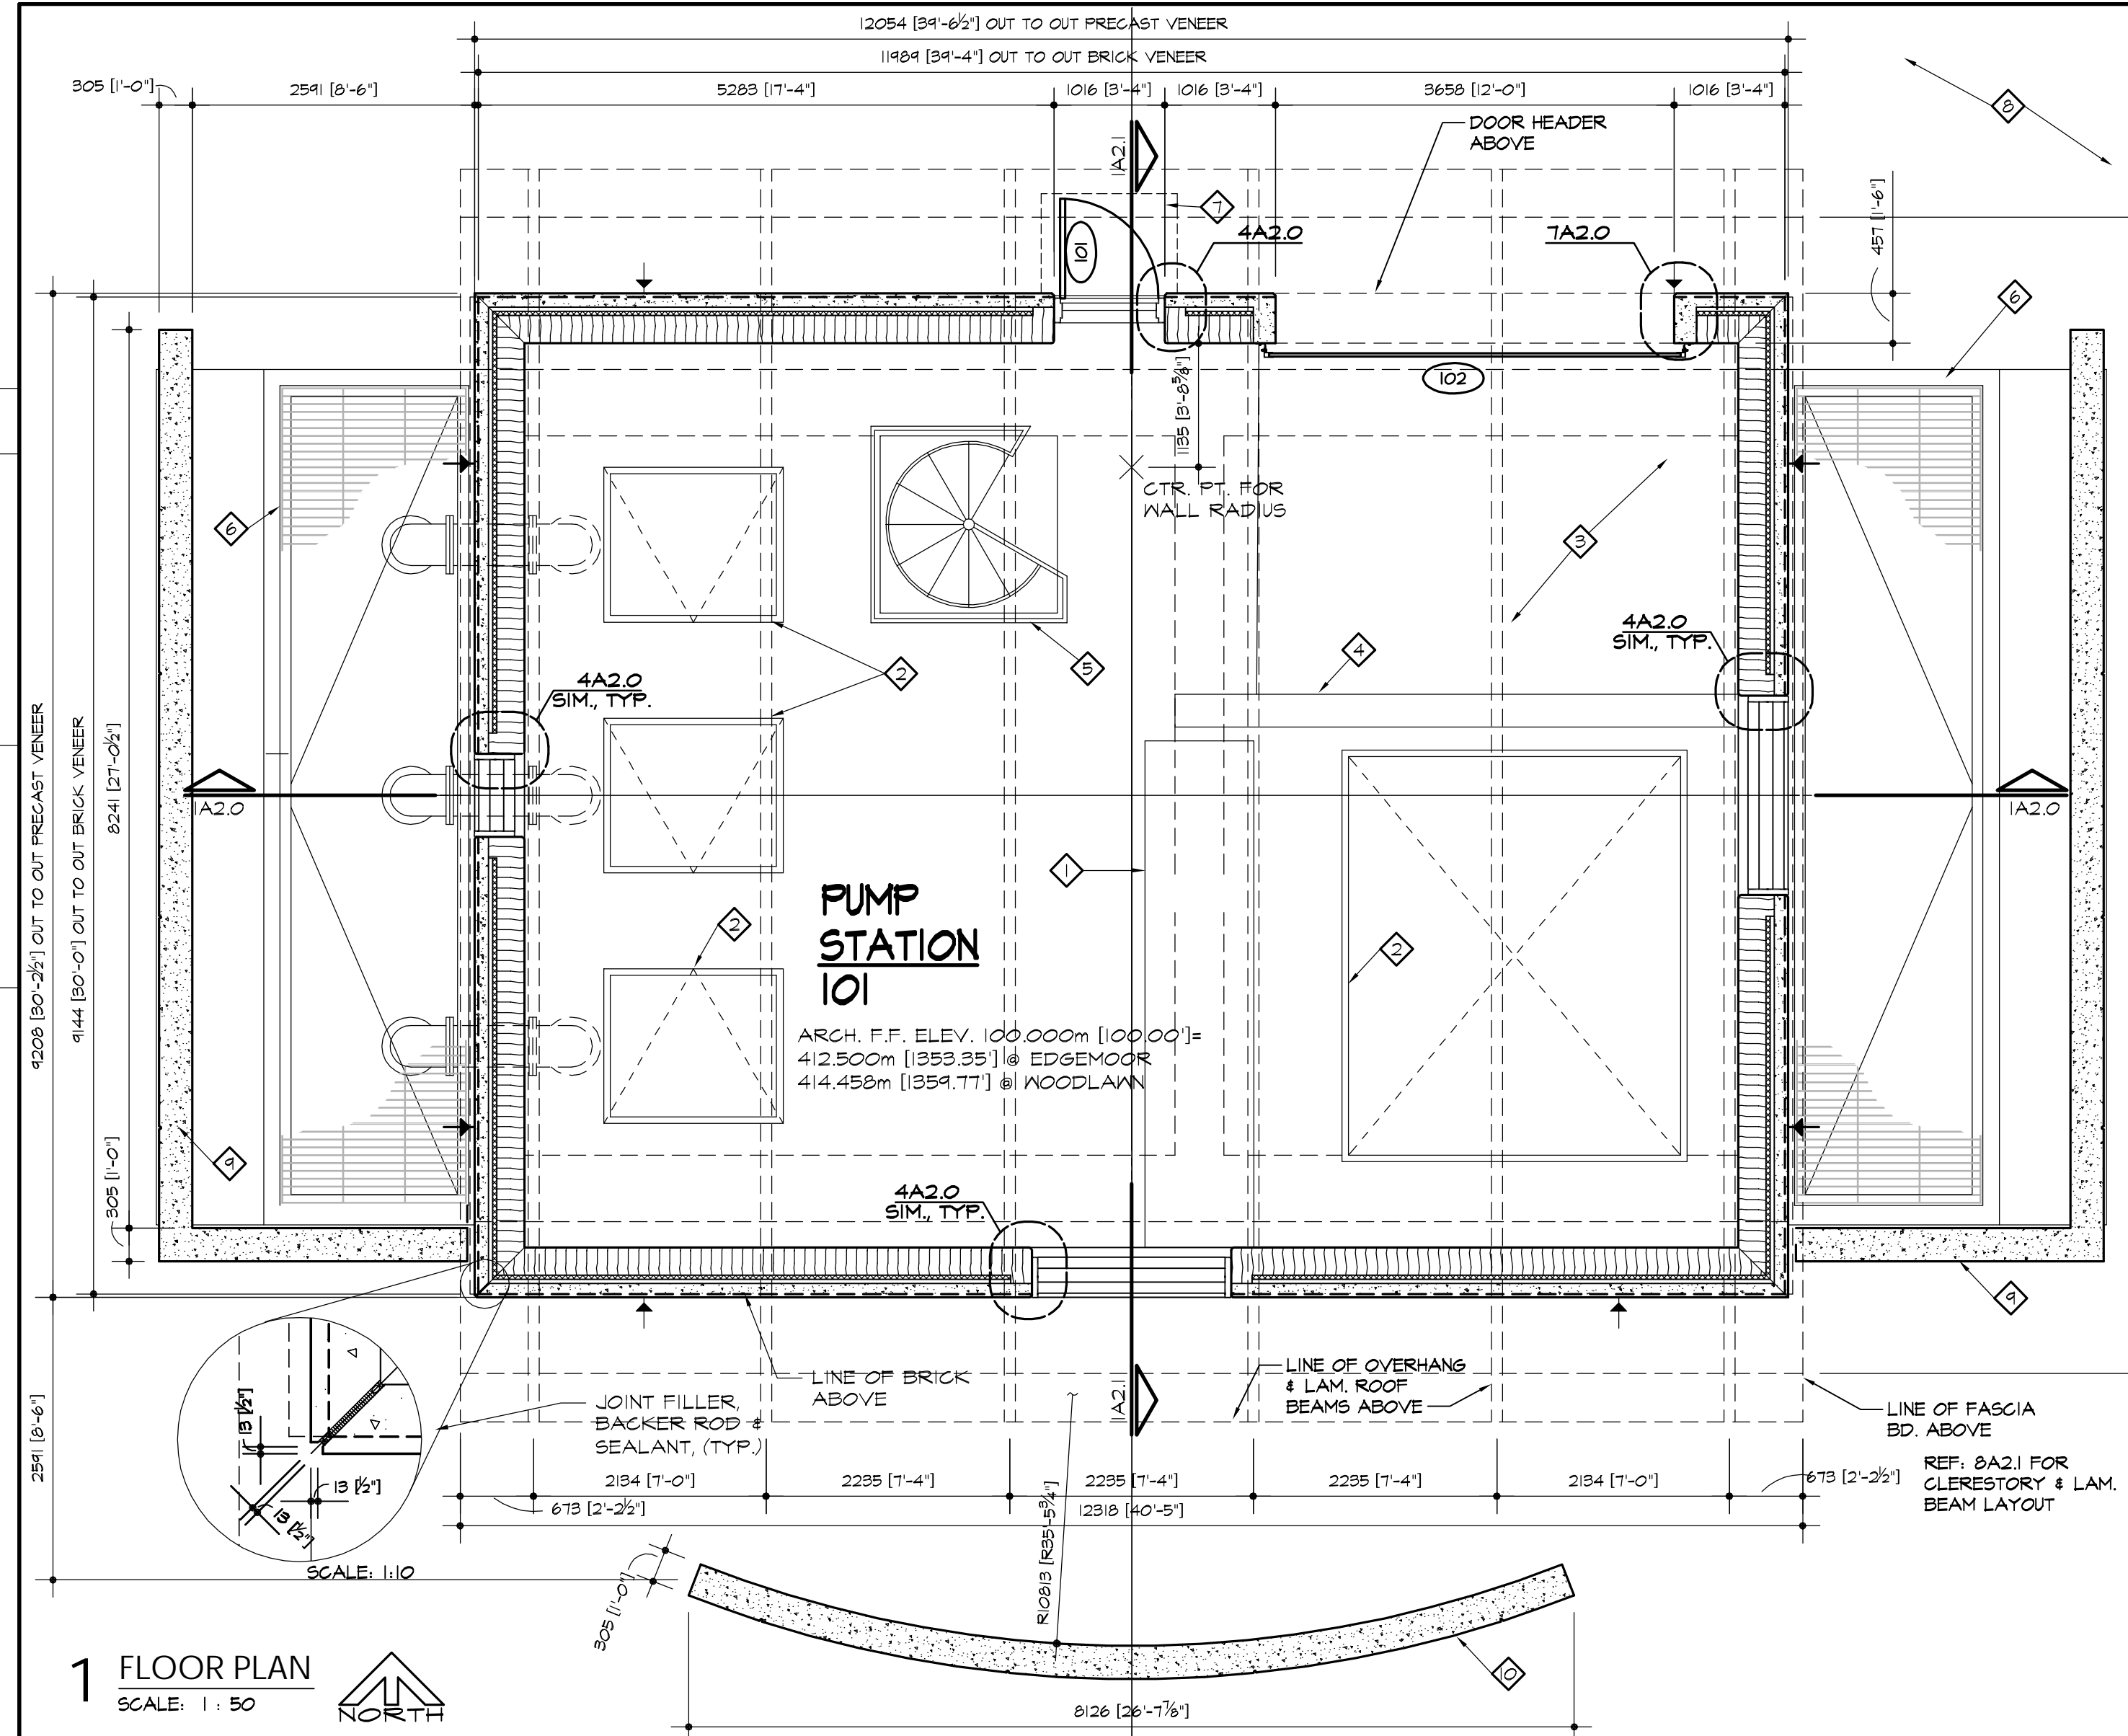 12054 [39'-6½"] OUT TO OUT PRECAST VENEER
11989 [39'-4"] OUT TO OUT BRICK VENEER
305 [1'-0"]
2591 [8'-6"]
5283 [17'-4"]
1016 [3'-4"]
1016 [3'-4"]
3658 [12'-0"]
1016 [3'-4"]
8
DOOR HEADER
ABOVE
1A2.1
457 [1'-6"]
7
4A2.0
7A2.0
101
6
102
1135 [3'-8⅝"]
CTR. PT. FOR
WALL RADIUS
6
3
4A2.0
SIM., TYP.
4
5
2
4A2.0
SIM., TYP.
9208 [30'-2½"] OUT TO OUT PRECAST VENEER
9144 [30'-0"] OUT TO OUT BRICK VENEER
8241 [27'-0½"]
1A2.0
1A2.0
1
PUMP
STATION
101
2
2
ARCH. F.F. ELEV. 100.000m [100.00']=
412.500m [1353.35'] @ EDGEMOOR
414.458m [1359.77'] @ WOODLAWN
305 [1'-0"]
9
4A2.0
SIM., TYP.
9
LINE OF BRICK
ABOVE
JOINT FILLER,
BACKER ROD &
SEALANT, (TYP.)
1A2.1
LINE OF OVERHANG
& LAM. ROOF
BEAMS ABOVE
LINE OF FASCIA
BD. ABOVE
REF: 8A2.1 FOR
CLERESTORY & LAM.
BEAM LAYOUT
2591 [8'-6"]
13 [½"]
13 [½"]
13 [½"]
SCALE: 1:10
2134 [7'-0"]
2235 [7'-4"]
2235 [7'-4"]
2235 [7'-4"]
2134 [7'-0"]
673 [2'-2½"]
673 [2'-2½"]
12318 [40'-5"]
R10813 [R35'-5¾"]
305 [1'-0"]
10
8126 [26'-7⅞"]
1 FLOOR PLAN
SCALE: 1 : 50
NORTH